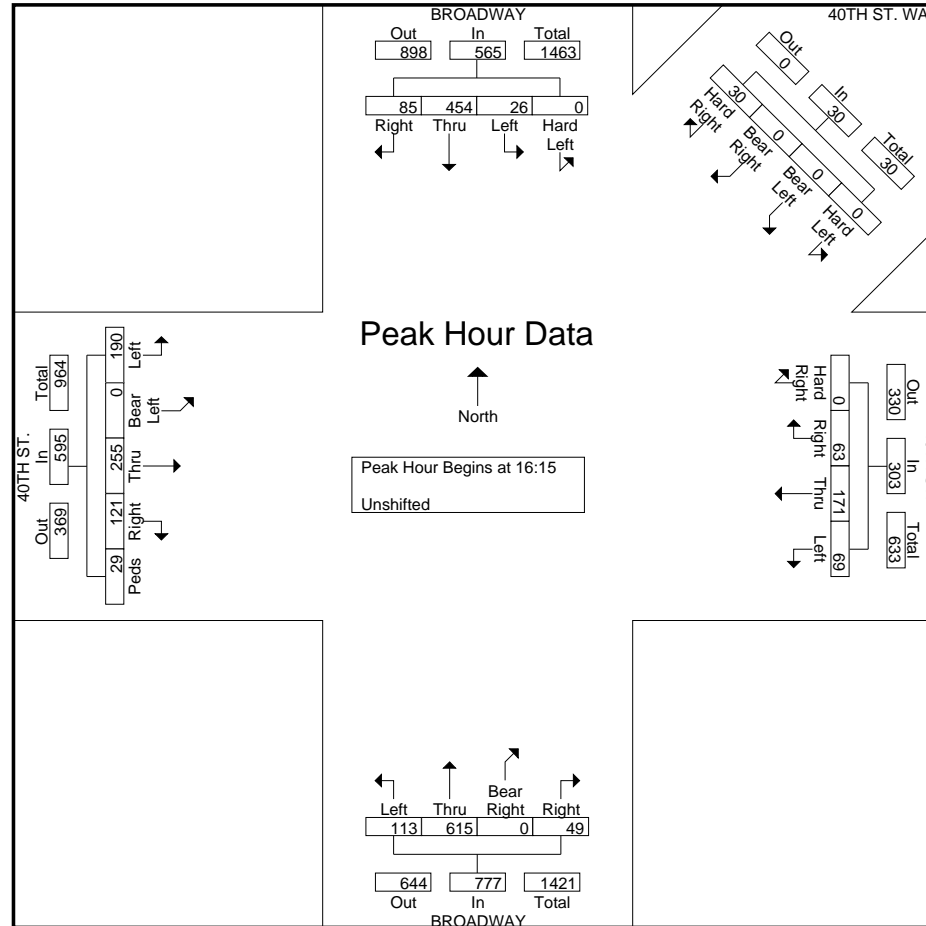 BROADWAY
Out In Total
898 565 1463
85 454 26 0
Right Thru Left Hard
Left
40TH ST. WA
Out In Total
0 30 30
30 0 0 0
Hard Right
Bear Right
Bear Left
Hard Left
Peak Hour Data
North
Peak Hour Begins at 16:15
Unshifted
40TH ST.
Total In Out
964 595 369
190 0 255 121 29
Left
Bear Left
Thru
Right
Peds
Hard Right
Right
Thru
Left
0 63 171 69
Out In Total
330 303 633
Bear
Left Thru Right Right
113 615 0 49
644 777 1421
Out In Total
BROADWAY